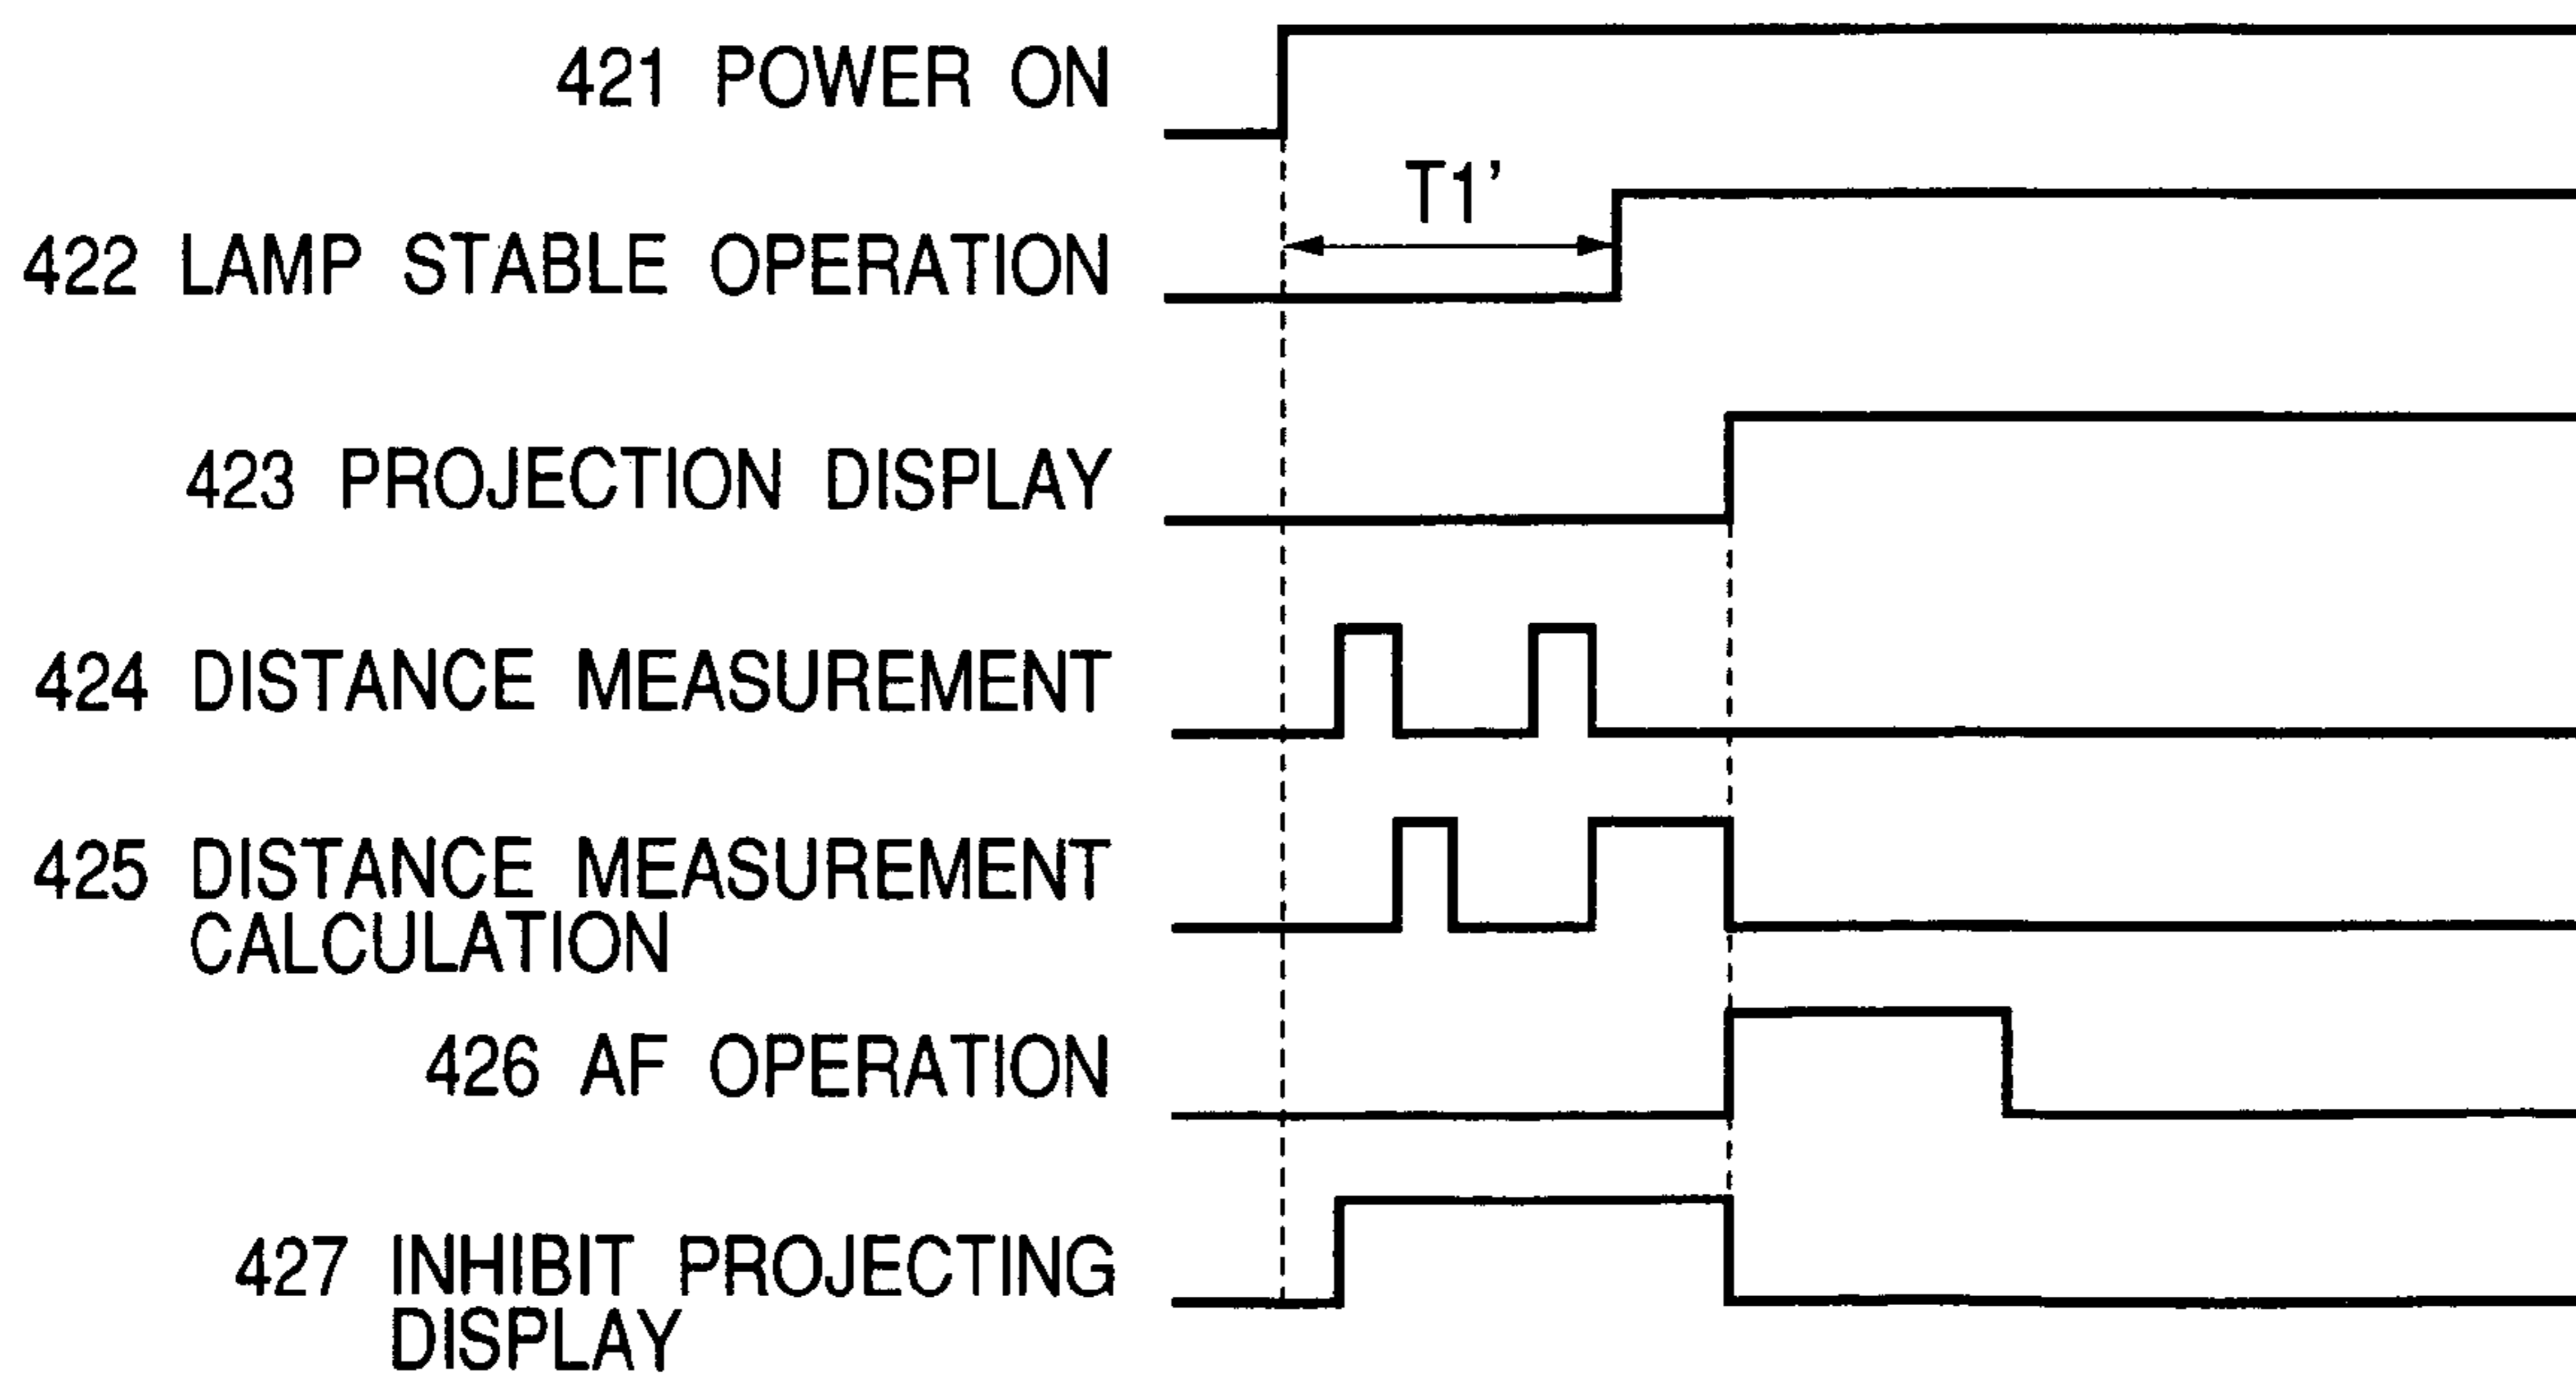 421 POWER ON
T1'
422 LAMP STABLE OPERATION
423 PROJECTION DISPLAY
424 DISTANCE MEASUREMENT
425 DISTANCE MEASUREMENT
CALCULATION
426 AF OPERATION
427 INHIBIT PROJECTING
DISPLAY